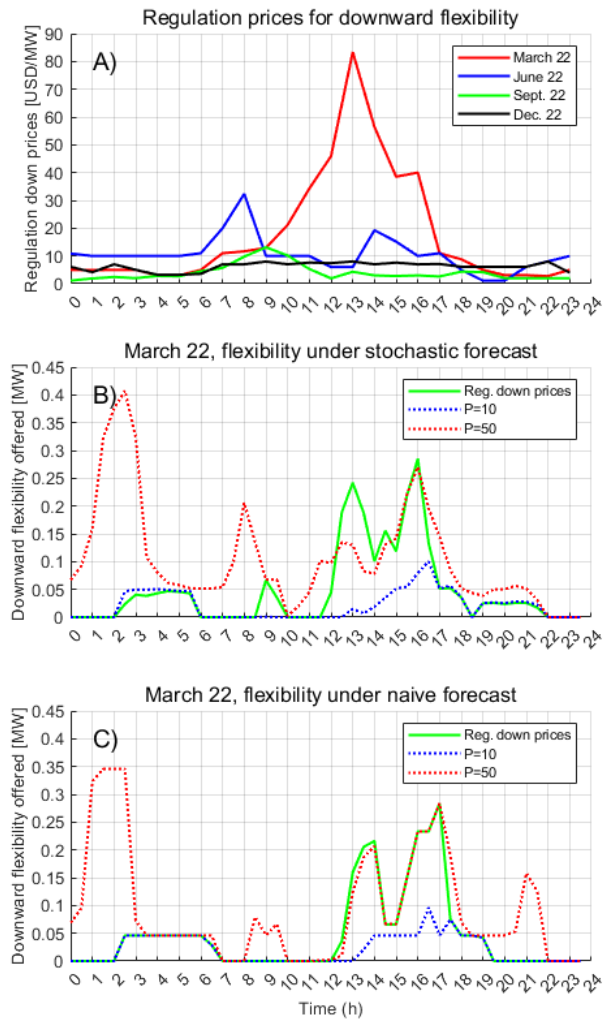 Regulation prices for downward flexibility
Regulation down prices [USD/MW]
A)
90
80
70
60
50
40
30
20
10
0
March 22
June 22
Sept. 22
Dec. 22
0 1 2 3 4 5 6 7 8 9 10 11 12 13 14 15 16 17 18 19 20 21 22 23 24
March 22, flexibility under stochastic forecast
Downward flexibility offered [MW]
B)
0.45
0.4
0.35
0.3
0.25
0.2
0.15
0.1
0.05
0
Reg. down prices
P=10
P=50
0 1 2 3 4 5 6 7 8 9 10 11 12 13 14 15 16 17 18 19 20 21 22 23 24
March 22, flexibility under naive forecast
Downward flexibility offered [MW]
C)
0.45
0.4
0.35
0.3
0.25
0.2
0.15
0.1
0.05
0
Reg. down prices
P=10
P=50
0 1 2 3 4 5 6 7 8 9 10 11 12 13 14 15 16 17 18 19 20 21 22 23 24
Time (h)